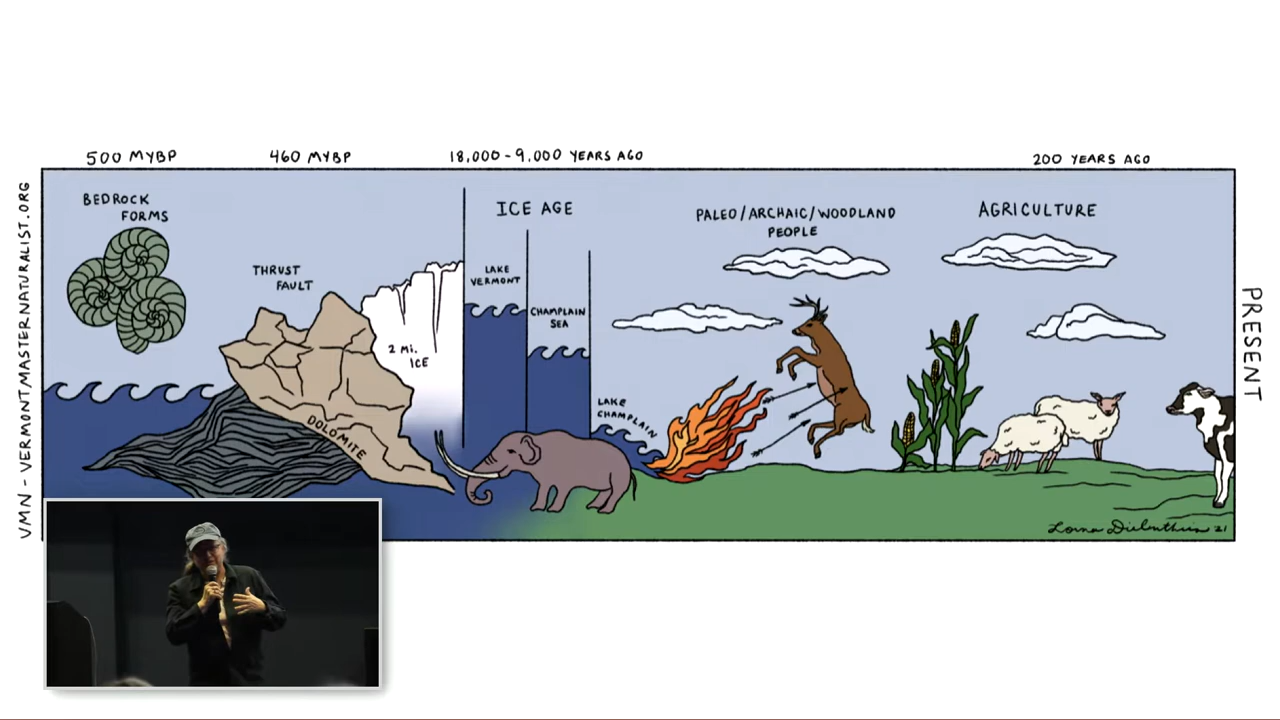 500 MYBP
460 MYBP
18,000 - 9,000 YEARS AGO
200 YEARS AGO
VMN - VERMONTMASTERNATURALIST.ORG
BEDROCK
FORMS
THRUST
FAULT
2 MI.
ICE
DOLOMITE
ICE AGE
LAKE
VERMONT
CHAMPLAIN
SEA
LAKE
CHAMPLAIN
PALEO/ARCHAIC/WOODLAND
PEOPLE
AGRICULTURE
PRESENT
Lorna '21